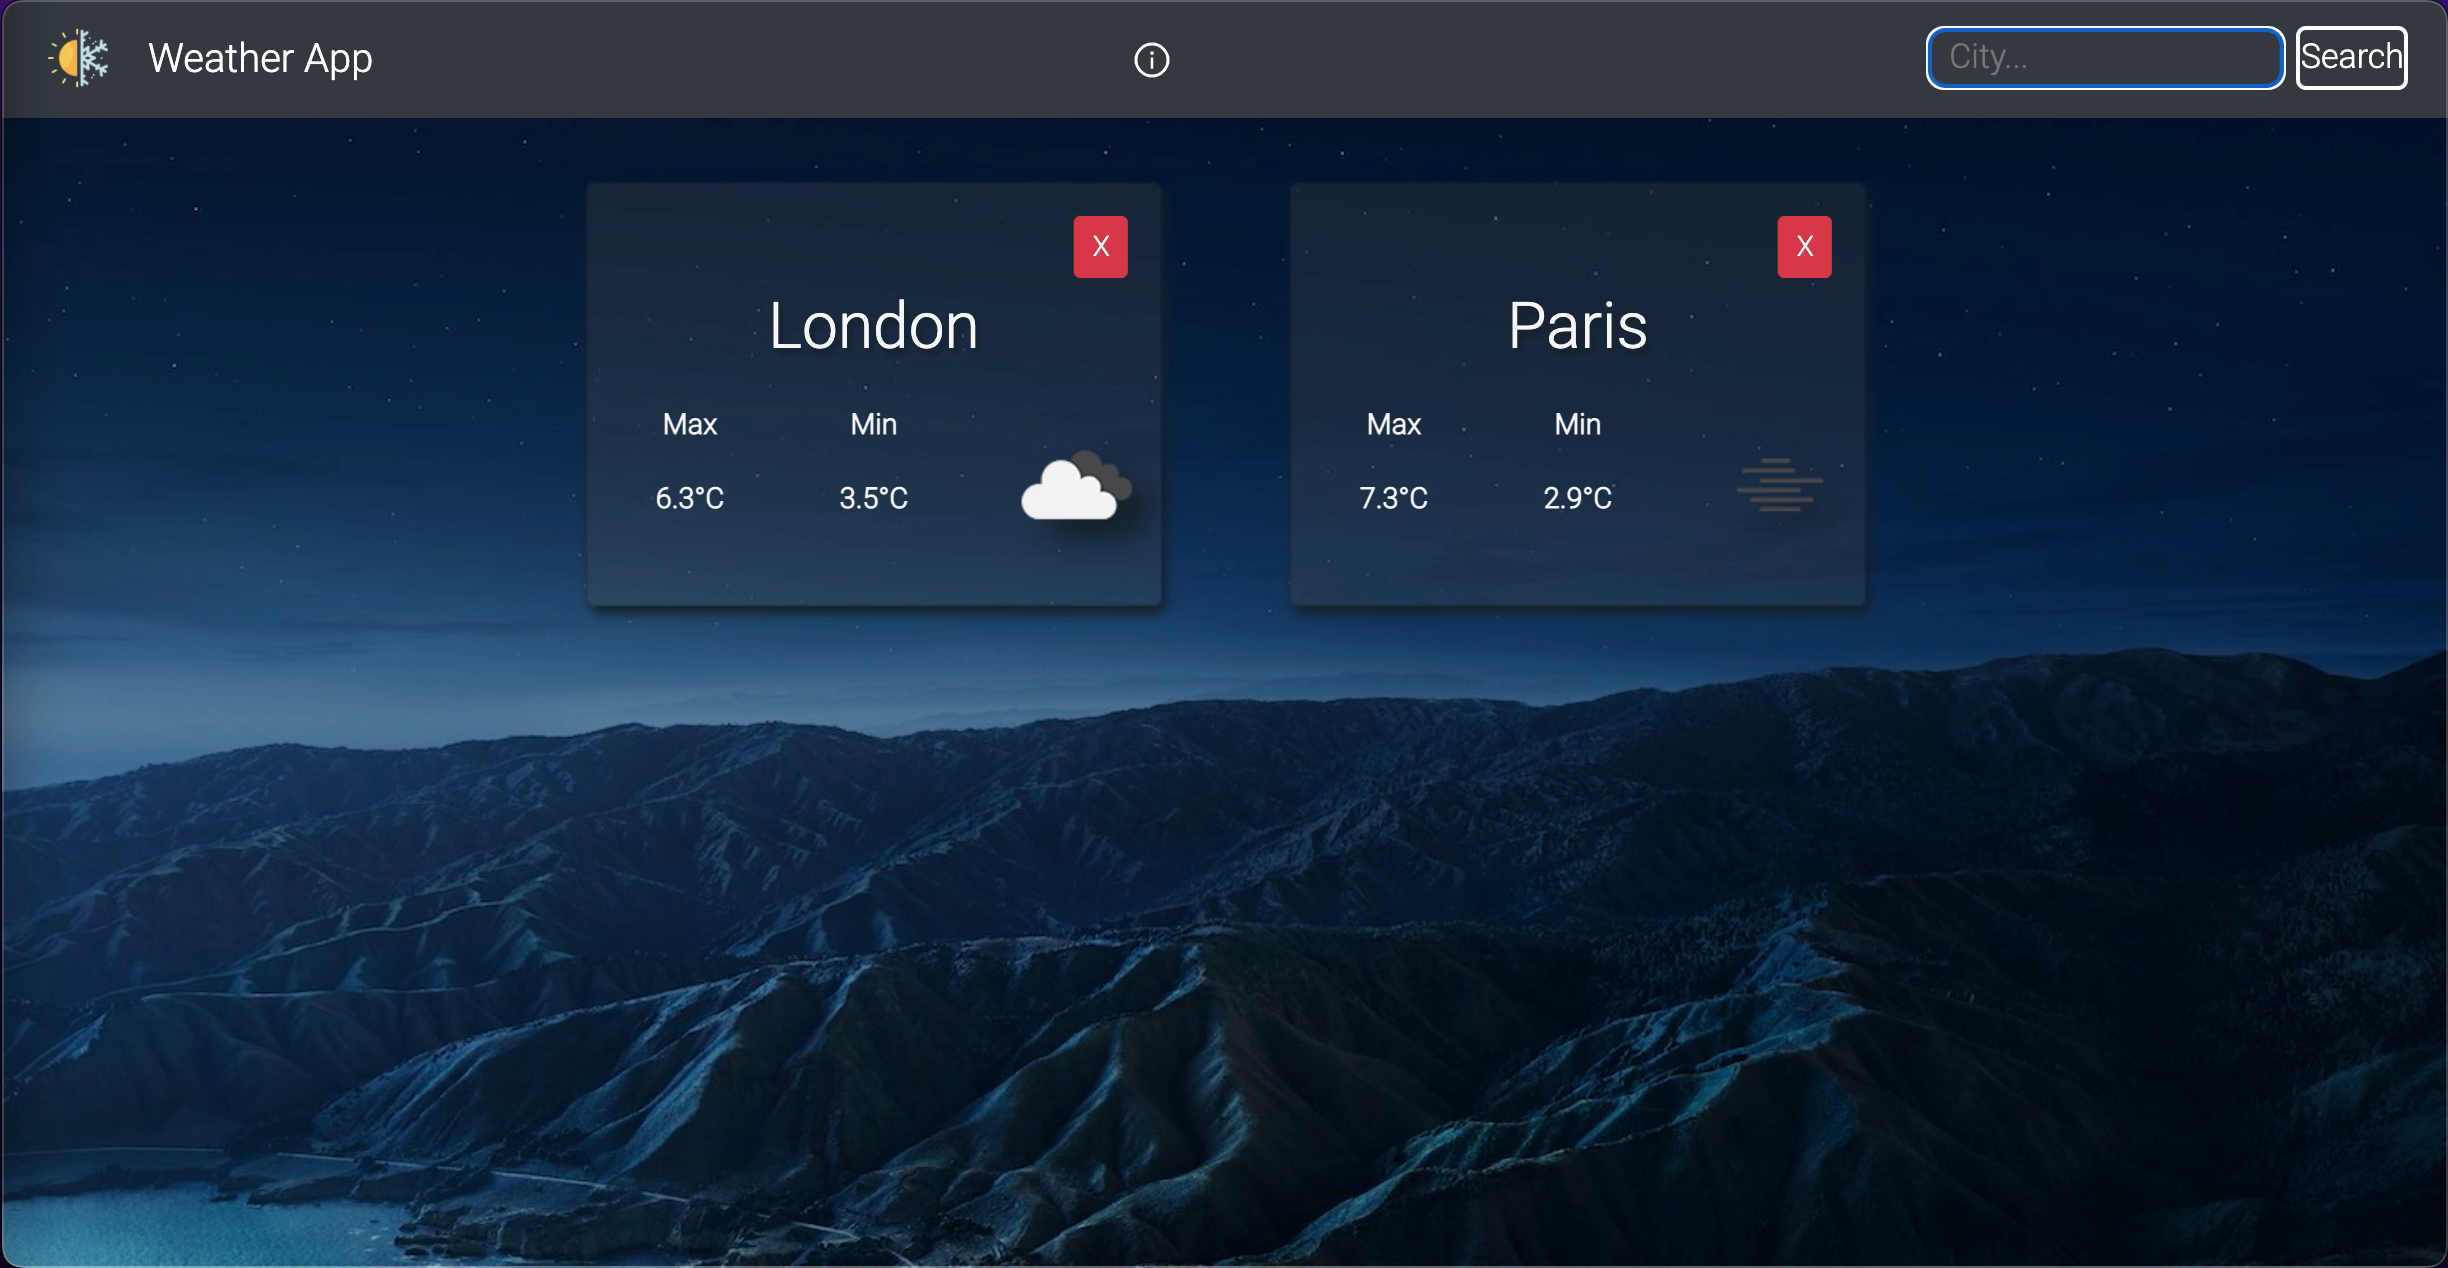 Weather App
City...
Search
X
London
Max Min
6.3°C 3.5°C
X
Paris
Max Min
7.3°C 2.9°C